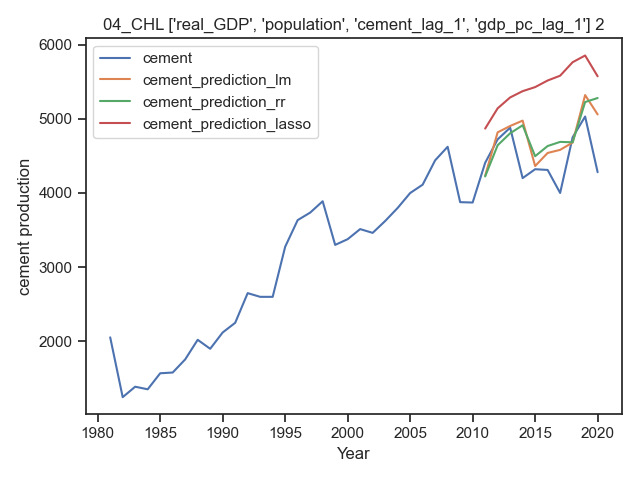 04_CHL ['real_GDP', 'population', 'cement_lag_1', 'gdp_pc_lag_1'] 2
6000
5000
4000
3000
2000
cement production
cement
cement_prediction_lm
cement_prediction_rr
cement_prediction_lasso
1980 1985 1990 1995 2000 2005 2010 2015 2020
Year